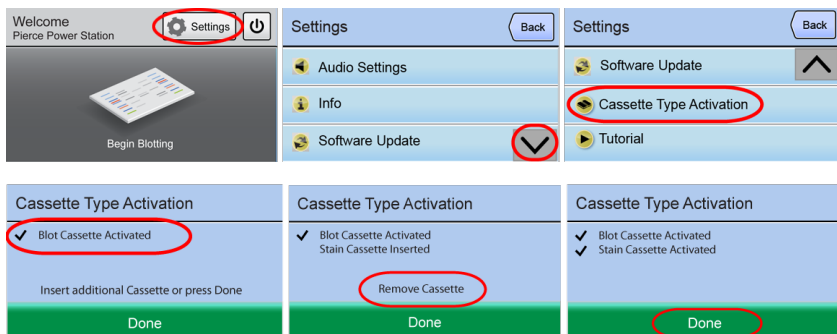 Welcome
Pierce Power Station
Settings
Begin Blotting
Settings
Back
Audio Settings
Info
Software Update
Settings
Back
Software Update
Cassette Type Activation
Tutorial
Cassette Type Activation
Blot Cassette Activated
Insert additional Cassette or press Done
Done
Cassette Type Activation
Blot Cassette Activated
Stain Cassette Inserted
Remove Cassette
Done
Cassette Type Activation
Blot Cassette Activated
Stain Cassette Activated
Done